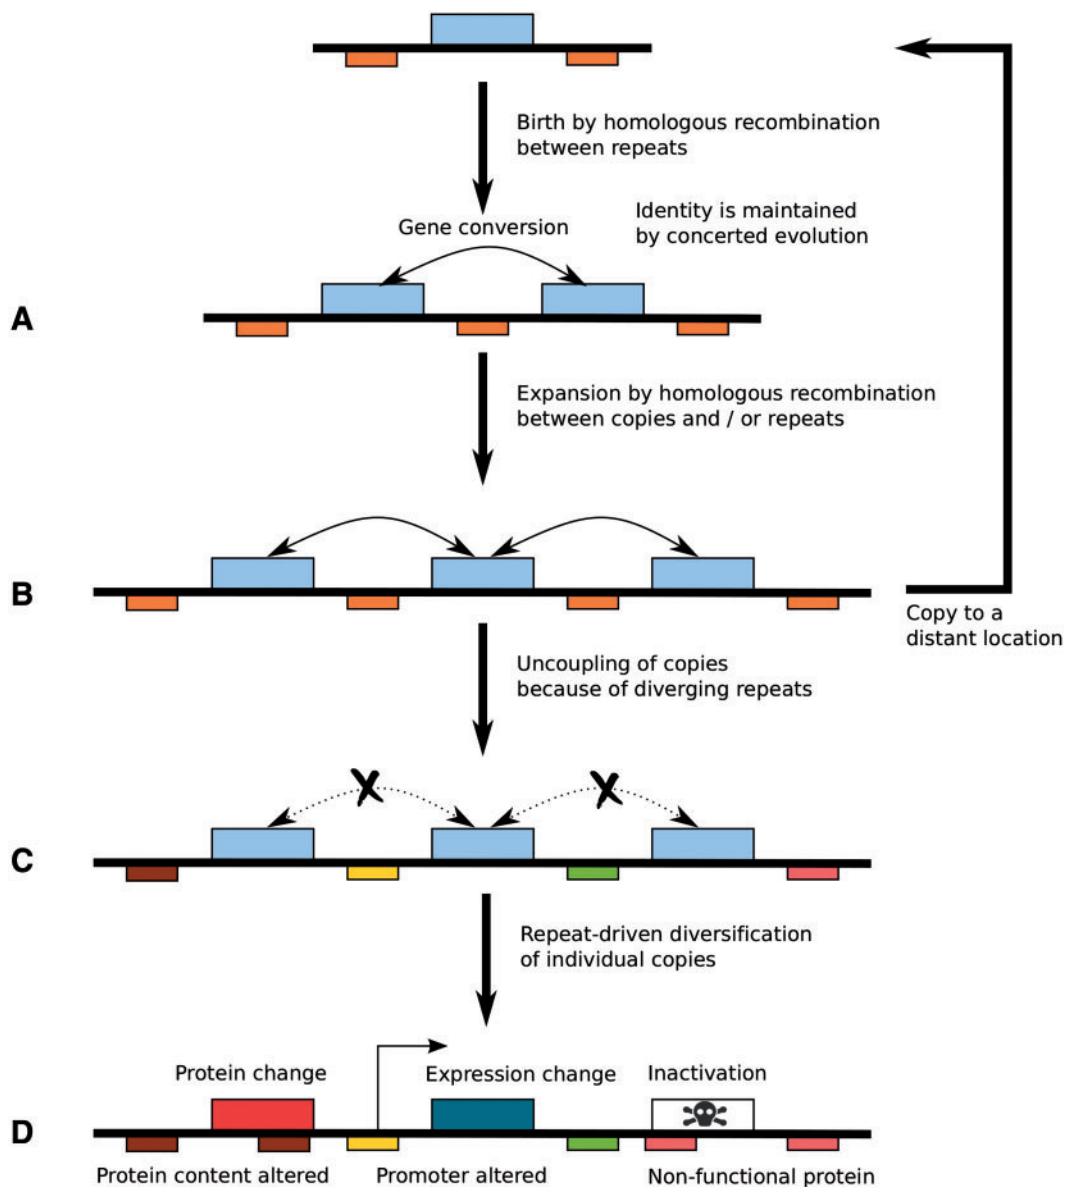 Birth by homologous recombination
between repeats
Gene conversion
Identity is maintained
by concerted evolution
A
Expansion by homologous recombination
between copies and / or repeats
B
Copy to a
distant location
Uncoupling of copies
because of diverging repeats
X X
C
Repeat-driven diversification
of individual copies
Protein change Expression change Inactivation
D
Protein content altered Promoter altered Non-functional protein